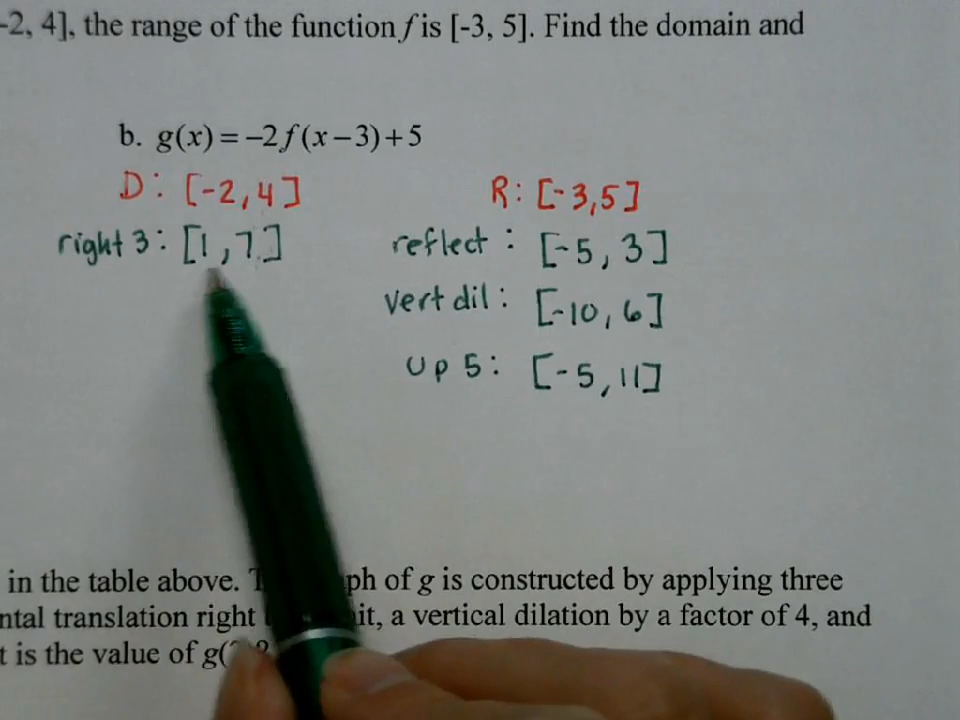 -2, 4], the range of the function f is [-3, 5]. Find the domain and
b. g(x) = -2f(x-3)+5
D: [-2,4] R: [-3,5]
right 3: [1,7] reflect: [-5, 3]
vert dil: [-10, 6]
Up 5: [-5, 11]
in the table above. of g is constructed by applying three
translation right a vertical dilation by a factor of 4, and
is the value of g(